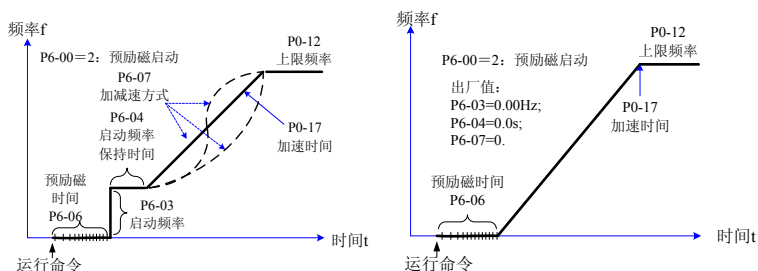 频率f
P6-00＝2：预励磁启动
P0-12
上限频率
P6-07
加减速方式
P6-04
启动频率
保持时间
P0-17
加速时间
预励磁
时间
P6-06
P6-03
启动频率
时间t
运行命令
频率f
P6-00＝2：预励磁启动
P0-12
上限频率
出厂值：
P6-03=0.00Hz;
P6-04=0.0s;
P6-07=0.
P0-17
加速时间
预励磁时间
P6-06
时间t
运行命令